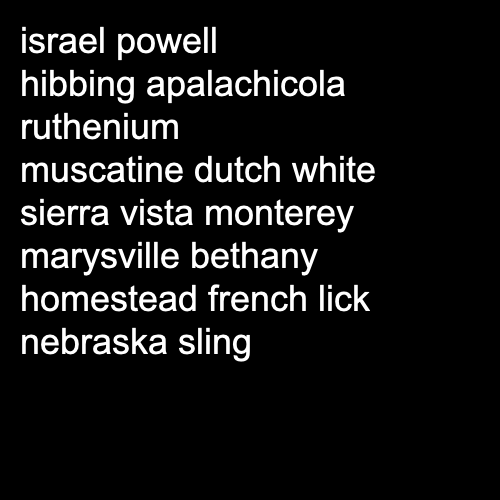 israel powell
hibbing apalachicola
ruthenium
muscatine dutch white
sierra vista monterey
marysville bethany
homestead french lick
nebraska sling